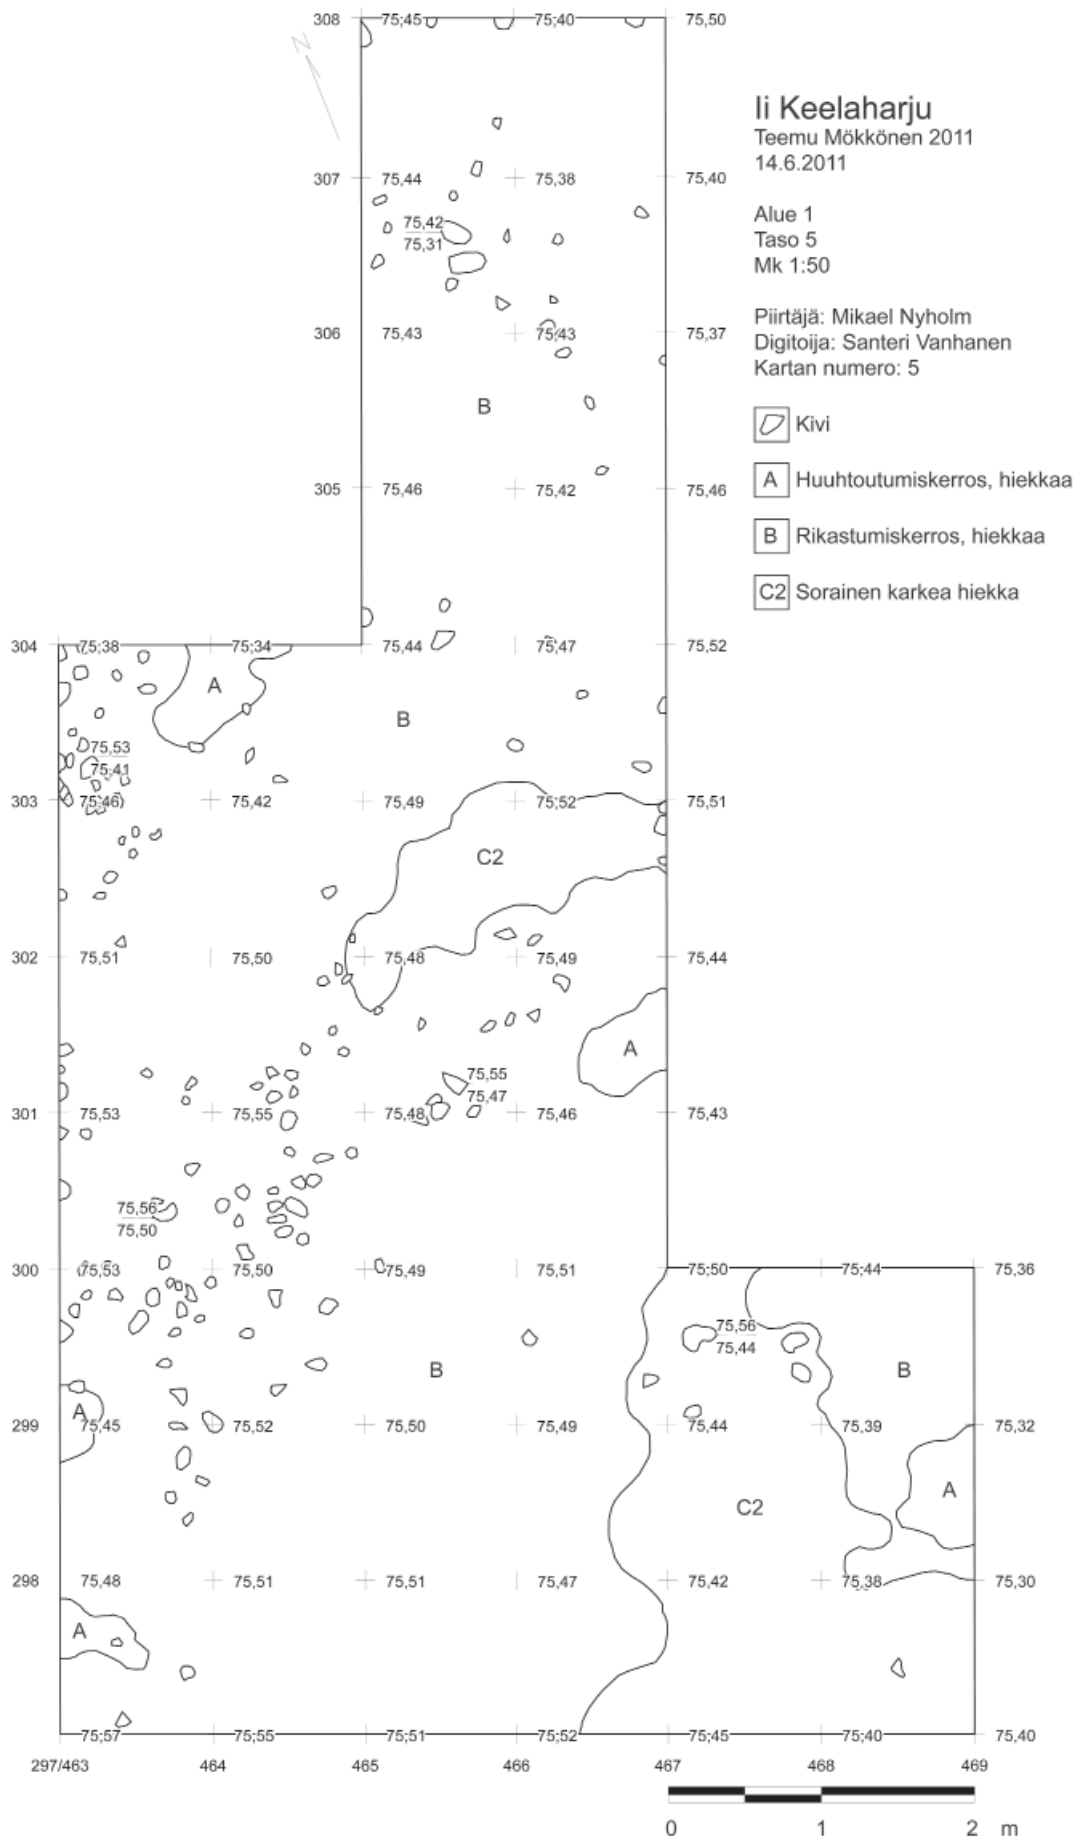 308 75,45 75,40 75,50
N
Ii Keelaharju
Teemu Mökkönen 2011
14.6.2011
307 75,44 75,38 75,40
Alue 1
75,42
75,31
Taso 5
Mk 1:50
306 75,43 75,43 75,37
Piirtäjä: Mikael Nyholm
Digitoija: Santeri Vanhanen
Kartan numero: 5
B
Kivi
A Huuhtoutumiskerros, hiekkaa
305 75,46 75,42 75,46
B Rikastumiskerros, hiekkaa
C2 Sorainen karkea hiekka
304 75,38 75,34 75,44 75,47 75,52
A
B
75,53
75,41
303 75,46 75,42 75,49 75,52 75,51
C2
302 75,51 75,50 75,48 75,49 75,44
A
75,55
75,47
301 75,53 75,55 75,48 75,46 75,43
75,56
75,50
300 75,53 75,50 75,49 75,51 75,50 75,44 75,36
75,56
75,44
B B
A
299 75,45 75,52 75,50 75,49 75,44 75,39 75,32
A
C2
298 75,48 75,51 75,51 75,47 75,42 75,38 75,30
A
75,57 75,55 75,51 75,52 75,45 75,40 75,40
297/463 464 465 466 467 468 469
0 1 2 m